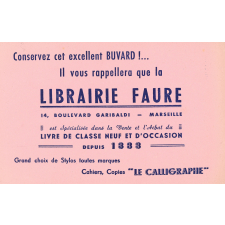 Conservez cet excellent BUVARD !...
Il vous rappellera que la
LIBRAIRIE FAURE
14, BOULEVARD GARIBALDI - MARSEILLE
est Spécialisée dans la Vente et l'Achat du
LIVRE DE CLASSE NEUF ET D'OCCASION
DEPUIS 1888
Grand choix de Stylos toutes marques
Cahiers, Copies "LE CALLIGRAPHE"